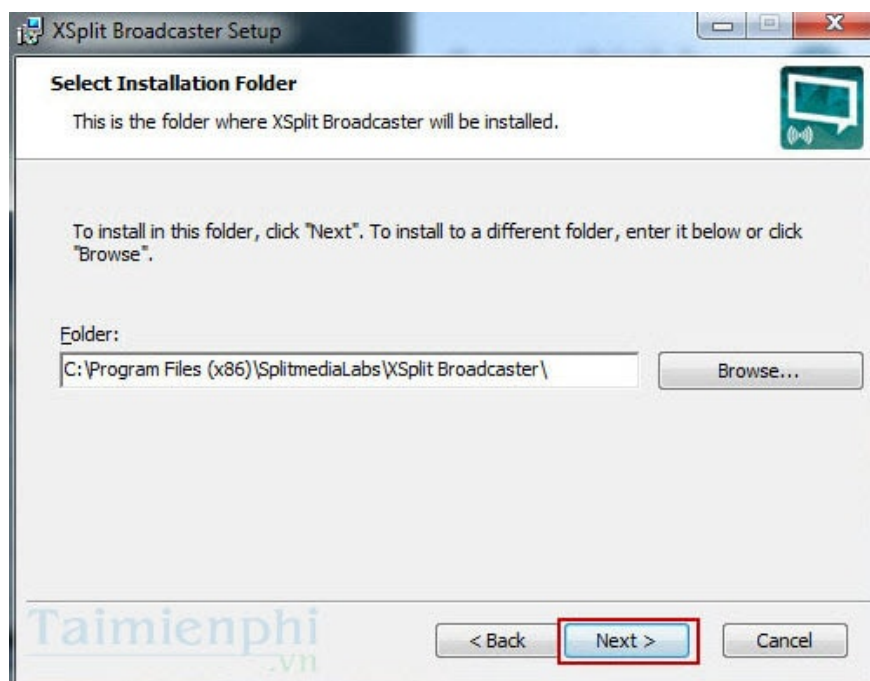 XSplit Broadcaster Setup
Select Installation Folder
This is the folder where XSplit Broadcaster will be installed.
To install in this folder, click "Next". To install to a different folder, enter it below or click
"Browse".
Folder:
C:\Program Files (x86)\SplitmediaLabs\XSplit Broadcaster\
Browse...
Taimienphi
.vn
< Back
Next >
Cancel